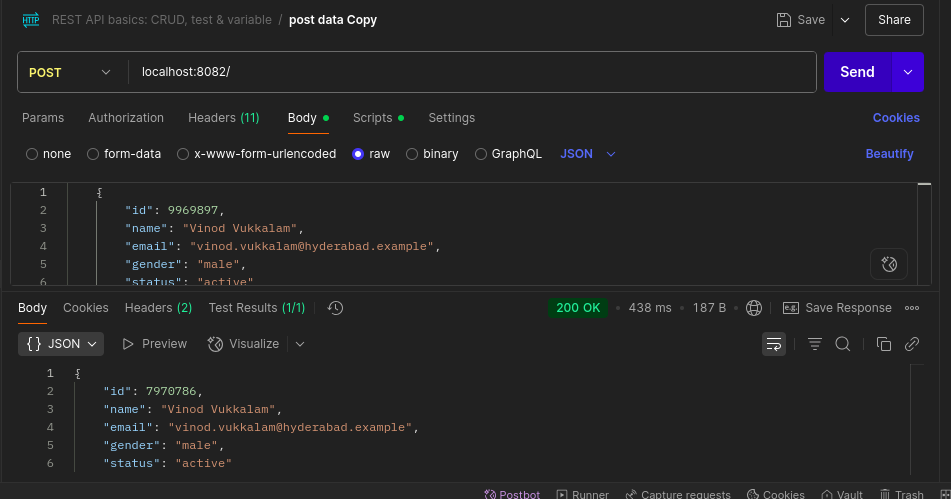 HTTP REST API basics: CRUD, test & variable / post data Copy Save Share
POST localhost:8082/ Send
Params Authorization Headers (11) Body Scripts Settings Cookies
none form-data x-www-form-urlencoded raw binary GraphQL JSON Beautify
1 {
2 "id": 9969897,
3 "name": "Vinod Vukkalam",
4 "email": "vinod.vukkalam@hyderabad.example",
5 "gender": "male",
6 "status": "active"
Body Cookies Headers (2) Test Results (1/1) 200 OK • 438 ms • 187 B e.g. Save Response
{} JSON Preview Visualize
1 {
2 "id": 7970786,
3 "name": "Vinod Vukkalam",
4 "email": "vinod.vukkalam@hyderabad.example",
5 "gender": "male",
6 "status": "active"
Postbot Runner Capture requests Cookies Vault Trash